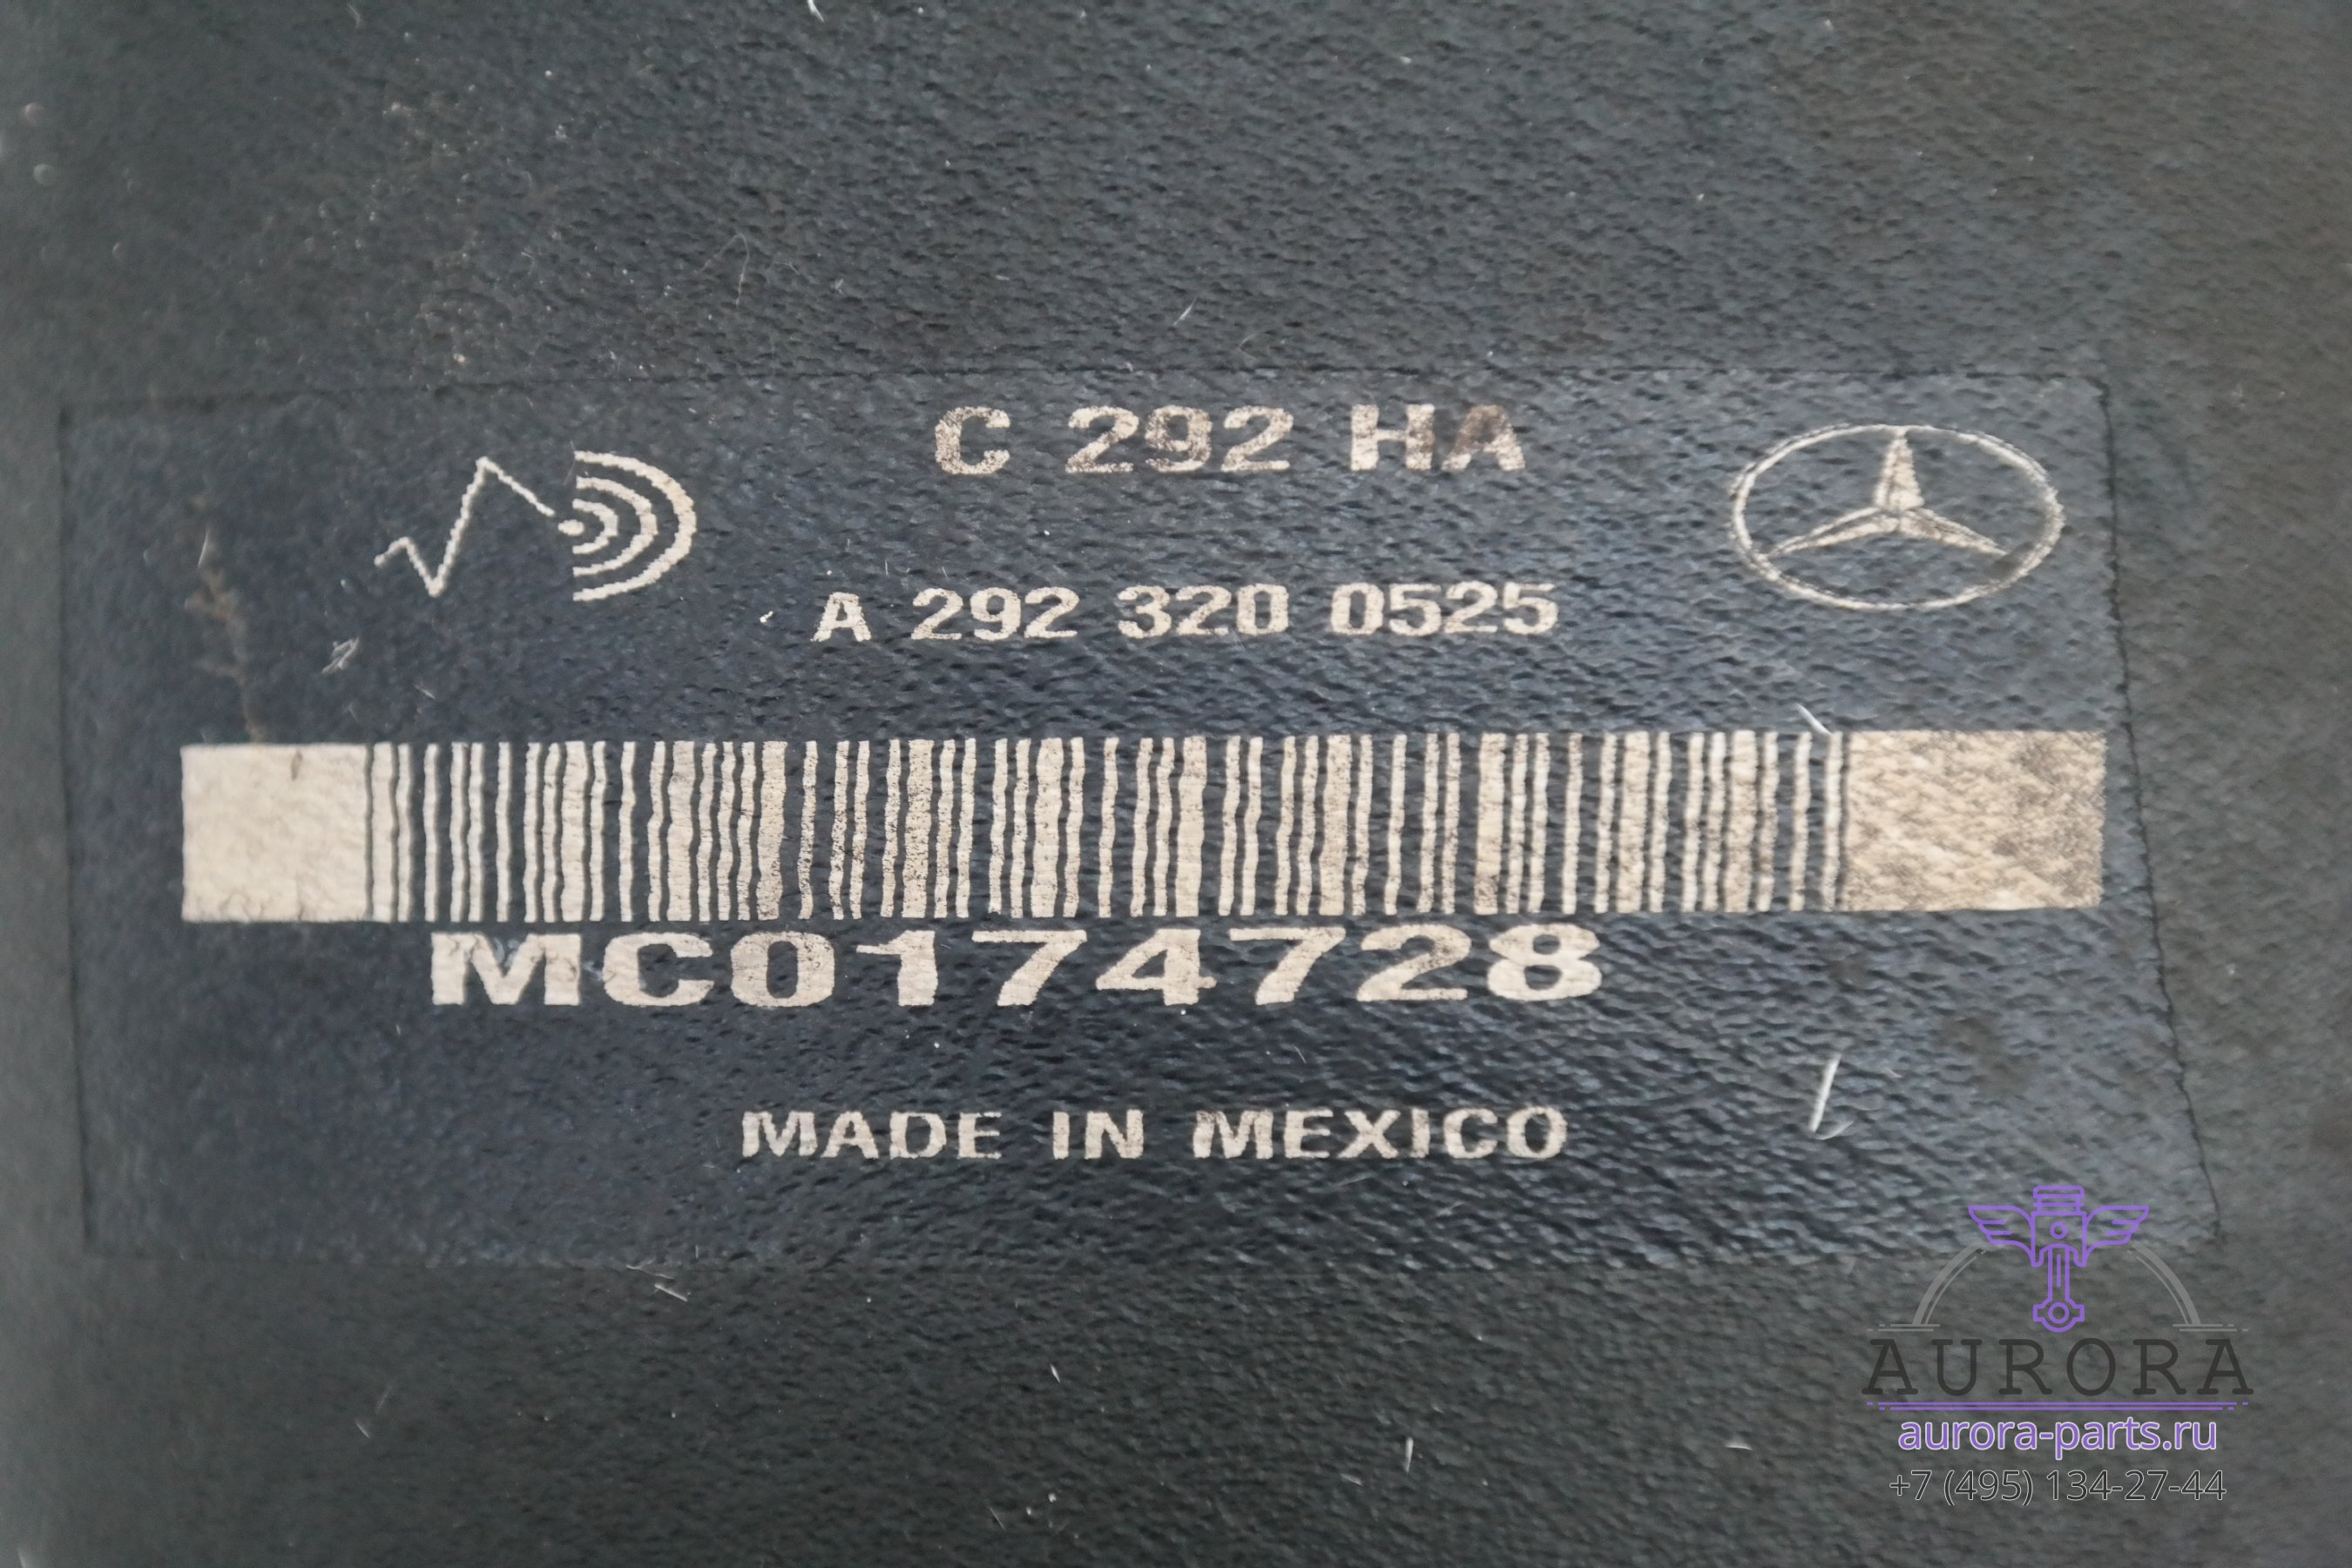 C 292 HA
A 292 320 0525
MC0174728
MADE IN MEXICO
AURORA
aurora-parts.ru
+7 (495) 134-27-44